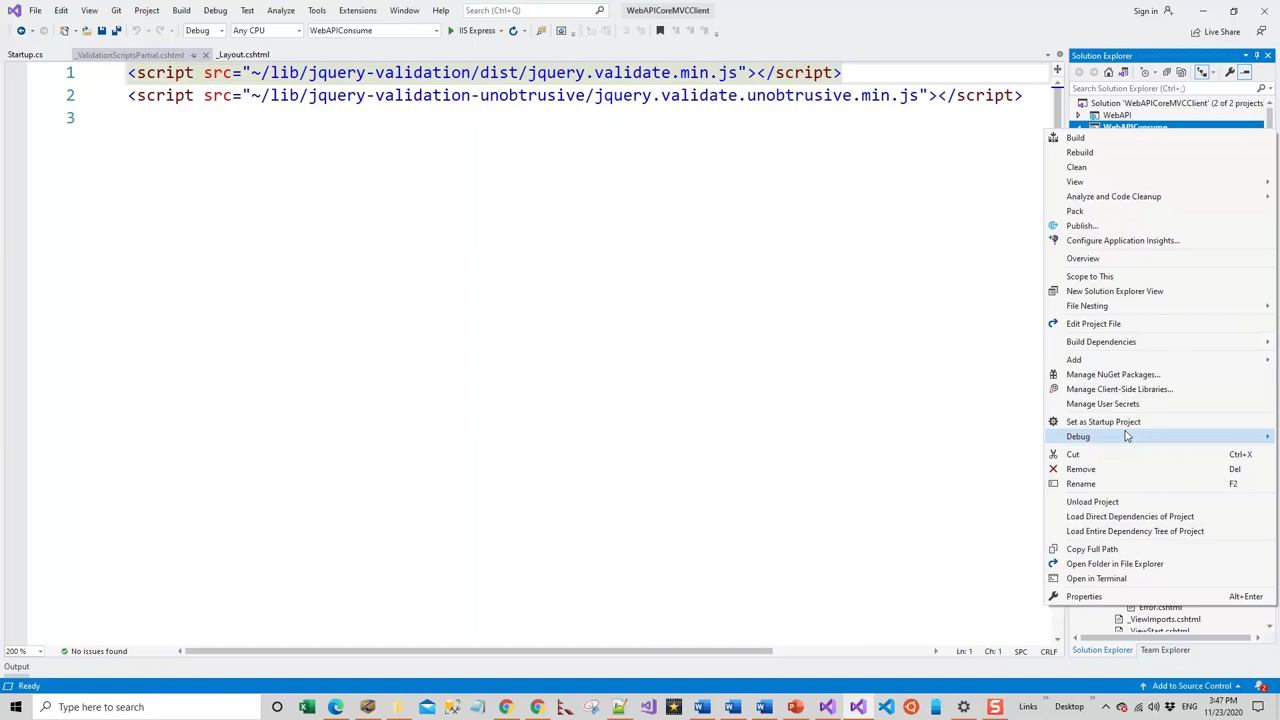 File Edit View Git Project Build Debug Test Analyze Tools Extensions Window Help Search (Ctrl+Q) WebAPICoreMVCClient Sign in
Debug Any CPU WebAPIConsume IIS Express Live Share
Startup.cs _ValidationScriptsPartial.cshtml _Layout.cshtml
1 <script src="~/lib/jquery-validation/dist/jquery.validate.min.js"></script>
2 <script src="~/lib/jquery-validation-unobtrusive/jquery.validate.unobtrusive.min.js"></script>
3
Solution Explorer
Search Solution Explorer (Ctrl+;)
Solution 'WebAPICoreMVCClient' (2 of 2 projects
WebAPI
WebAPIConsume
Build
Rebuild
Clean
View
Analyze and Code Cleanup
Pack
Publish...
Configure Application Insights...
Overview
Scope to This
New Solution Explorer View
File Nesting
Edit Project File
Build Dependencies
Add
Manage NuGet Packages...
Manage Client-Side Libraries...
Manage User Secrets
Set as Startup Project
Debug
Cut Ctrl+X
Remove Del
Rename F2
Unload Project
Load Direct Dependencies of Project
Load Entire Dependency Tree of Project
Copy Full Path
Open Folder in File Explorer
Open in Terminal
Properties Alt+Enter
Error.cshtml
_ViewImports.cshtml
_ViewStart.cshtml
Solution Explorer Team Explorer
200 % No issues found Ln: 1 Ch: 1 SPC CRLF
Output
Ready Add to Source Control 2
Type here to search Links Desktop ENG 3:47 PM
11/23/2020